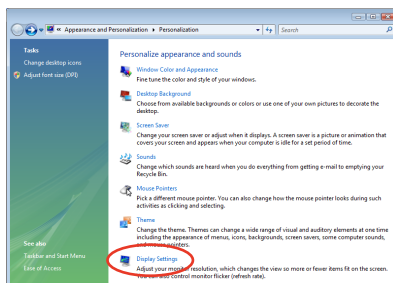 « Appearance and Personalization ▸ Personalization
Search
Tasks
Change desktop icons
Adjust font size (DPI)
See also
Taskbar and Start Menu
Ease of Access
Personalize appearance and sounds
Window Color and Appearance
Fine tune the color and style of your windows.
Desktop Background
Choose from available backgrounds or colors or use one of your own pictures to decorate the
desktop.
Screen Saver
Change your screen saver or adjust when it displays. A screen saver is a picture or animation that
covers your screen and appears when your computer is idle for a set period of time.
Sounds
Change which sounds are heard when you do everything from getting e-mail to emptying your
Recycle Bin.
Mouse Pointers
Pick a different mouse pointer. You can also change how the mouse pointer looks during such
activities as clicking and selecting.
Theme
Change the theme. Themes can change a wide range of visual and auditory elements at one time
including the appearance of menus, icons, backgrounds, screen savers, some computer sounds,
and mouse pointers.
Display Settings
Adjust your monitor resolution, which changes the view so more or fewer items fit on the screen.
You can also control monitor flicker (refresh rate).